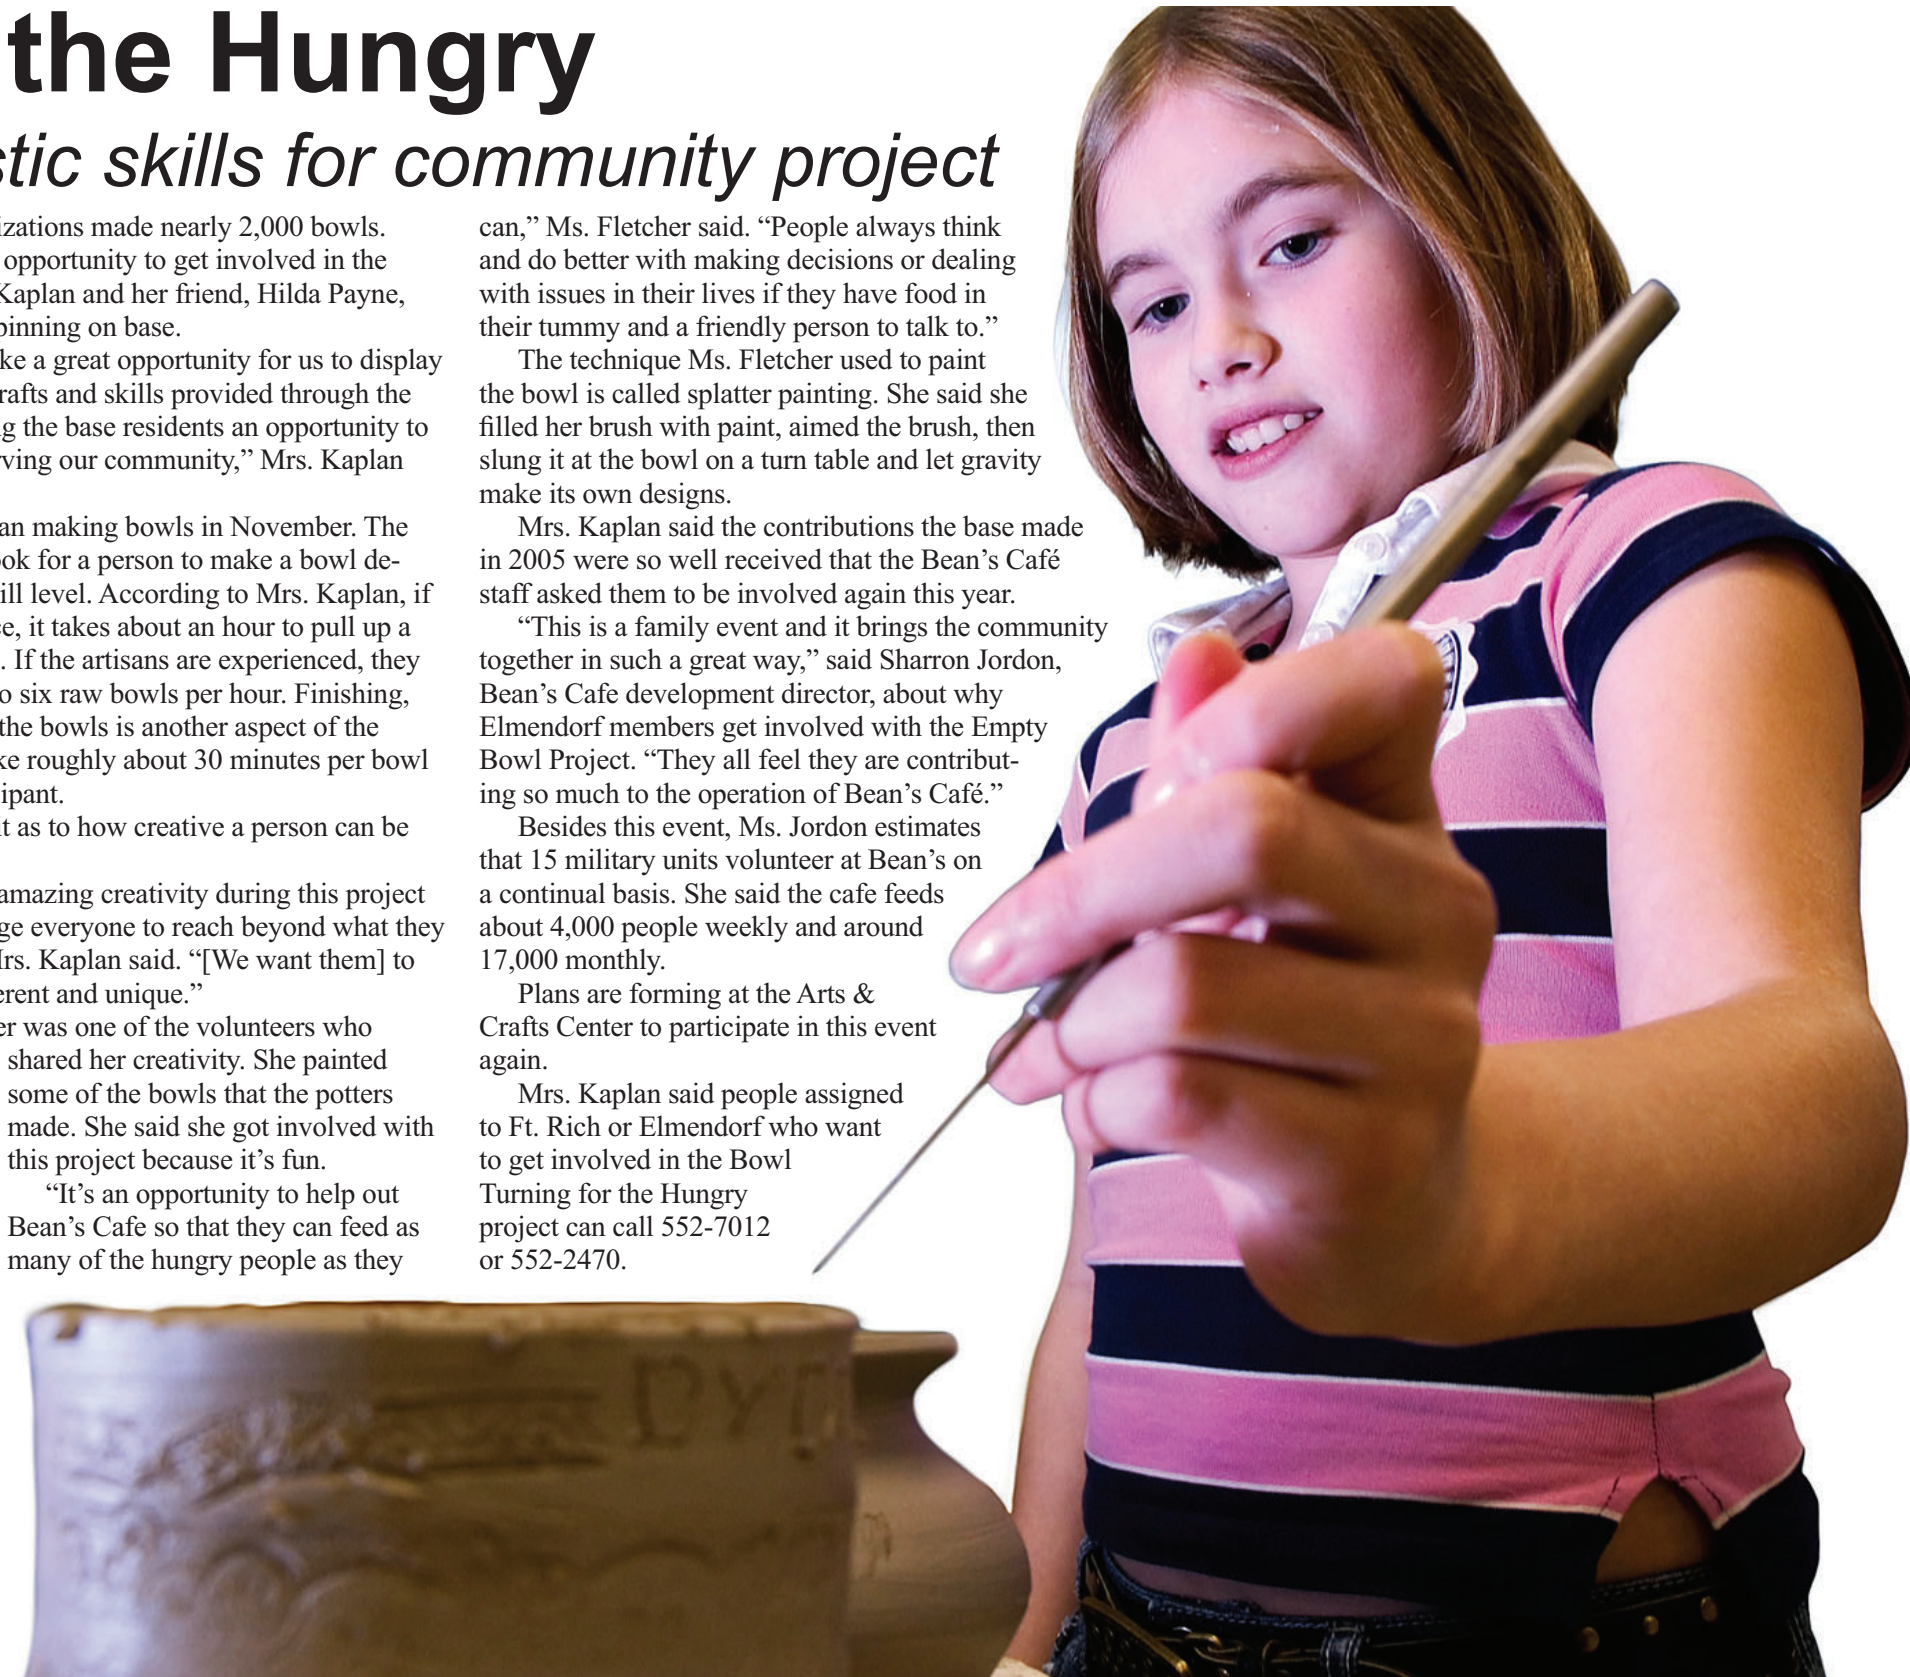 the Hungry
stic skills for community project
izations made nearly 2,000 bowls.
opportunity to get involved in the
Kaplan and her friend, Hilda Payne,
pinning on base.
ke a great opportunity for us to display
rafts and skills provided through the
g the base residents an opportunity to
rving our community,” Mrs. Kaplan
an making bowls in November. The
ok for a person to make a bowl de-
ill level. According to Mrs. Kaplan, if
e, it takes about an hour to pull up a
. If the artisans are experienced, they
o six raw bowls per hour. Finishing,
the bowls is another aspect of the
ke roughly about 30 minutes per bowl
ipant.
it as to how creative a person can be
amazing creativity during this project
ge everyone to reach beyond what they
Mrs. Kaplan said. “[We want them] to
erent and unique.”
er was one of the volunteers who
shared her creativity. She painted
some of the bowls that the potters
made. She said she got involved with
this project because it’s fun.
“It’s an opportunity to help out
Bean’s Cafe so that they can feed as
many of the hungry people as they
can,” Ms. Fletcher said. “People always think
and do better with making decisions or dealing
with issues in their lives if they have food in
their tummy and a friendly person to talk to.”
The technique Ms. Fletcher used to paint
the bowl is called splatter painting. She said she
filled her brush with paint, aimed the brush, then
slung it at the bowl on a turn table and let gravity
make its own designs.
Mrs. Kaplan said the contributions the base made
in 2005 were so well received that the Bean’s Café
staff asked them to be involved again this year.
“This is a family event and it brings the community
together in such a great way,” said Sharron Jordon,
Bean’s Cafe development director, about why
Elmendorf members get involved with the Empty
Bowl Project. “They all feel they are contribut-
ing so much to the operation of Bean’s Café.”
Besides this event, Ms. Jordon estimates
that 15 military units volunteer at Bean’s on
a continual basis. She said the cafe feeds
about 4,000 people weekly and around
17,000 monthly.
Plans are forming at the Arts &
Crafts Center to participate in this event
again.
Mrs. Kaplan said people assigned
to Ft. Rich or Elmendorf who want
to get involved in the Bowl
Turning for the Hungry
project can call 552-7012
or 552-2470.